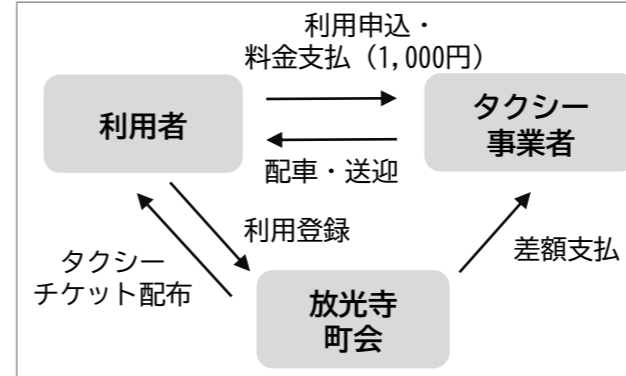 利用申込・
料金支払（1,000円）
利用者
タクシー
事業者
配車・送迎
利用登録
タクシー
チケット配布
差額支払
放光寺
町会